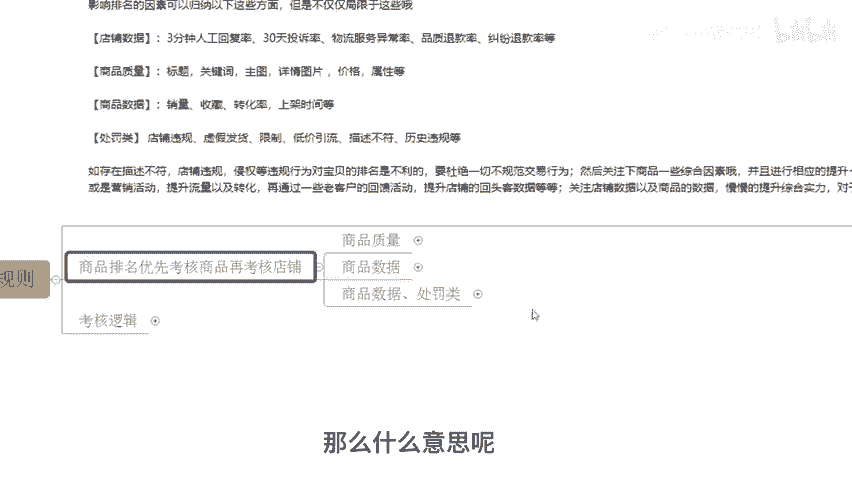 影响排名的因素可以归纳以下这些方面，但是不仅仅局限于这些哦
【店铺数据】：3分钟人工回复率、30天投诉率、物流服务异常率、品质退款率、纠纷退款率等
【商品质量】：标题，关键词，主图，详情图片，价格，属性等
【商品数据】：销量、收藏、转化率，上架时间等
【处罚类】 店铺违规、虚假发货、限制、低价引流、描述不符、历史违规等
如存在描述不符，店铺违规，侵权等违规行为对宝贝的排名是不利的，要杜绝一切不规范交易行为；然后关注下商品一些综合因素哦，并且进行相应的提升
或是营销活动，提升流量以及转化，再通过一些老客户的回馈活动，提升店铺的回头客数据等等；关注店铺数据以及商品的数据，慢慢的提升综合实力，对于
商品质量
规则
商品排名优先考核商品再考核店铺
商品数据
商品数据、处罚类
考核逻辑
那么什么意思呢
bilibili